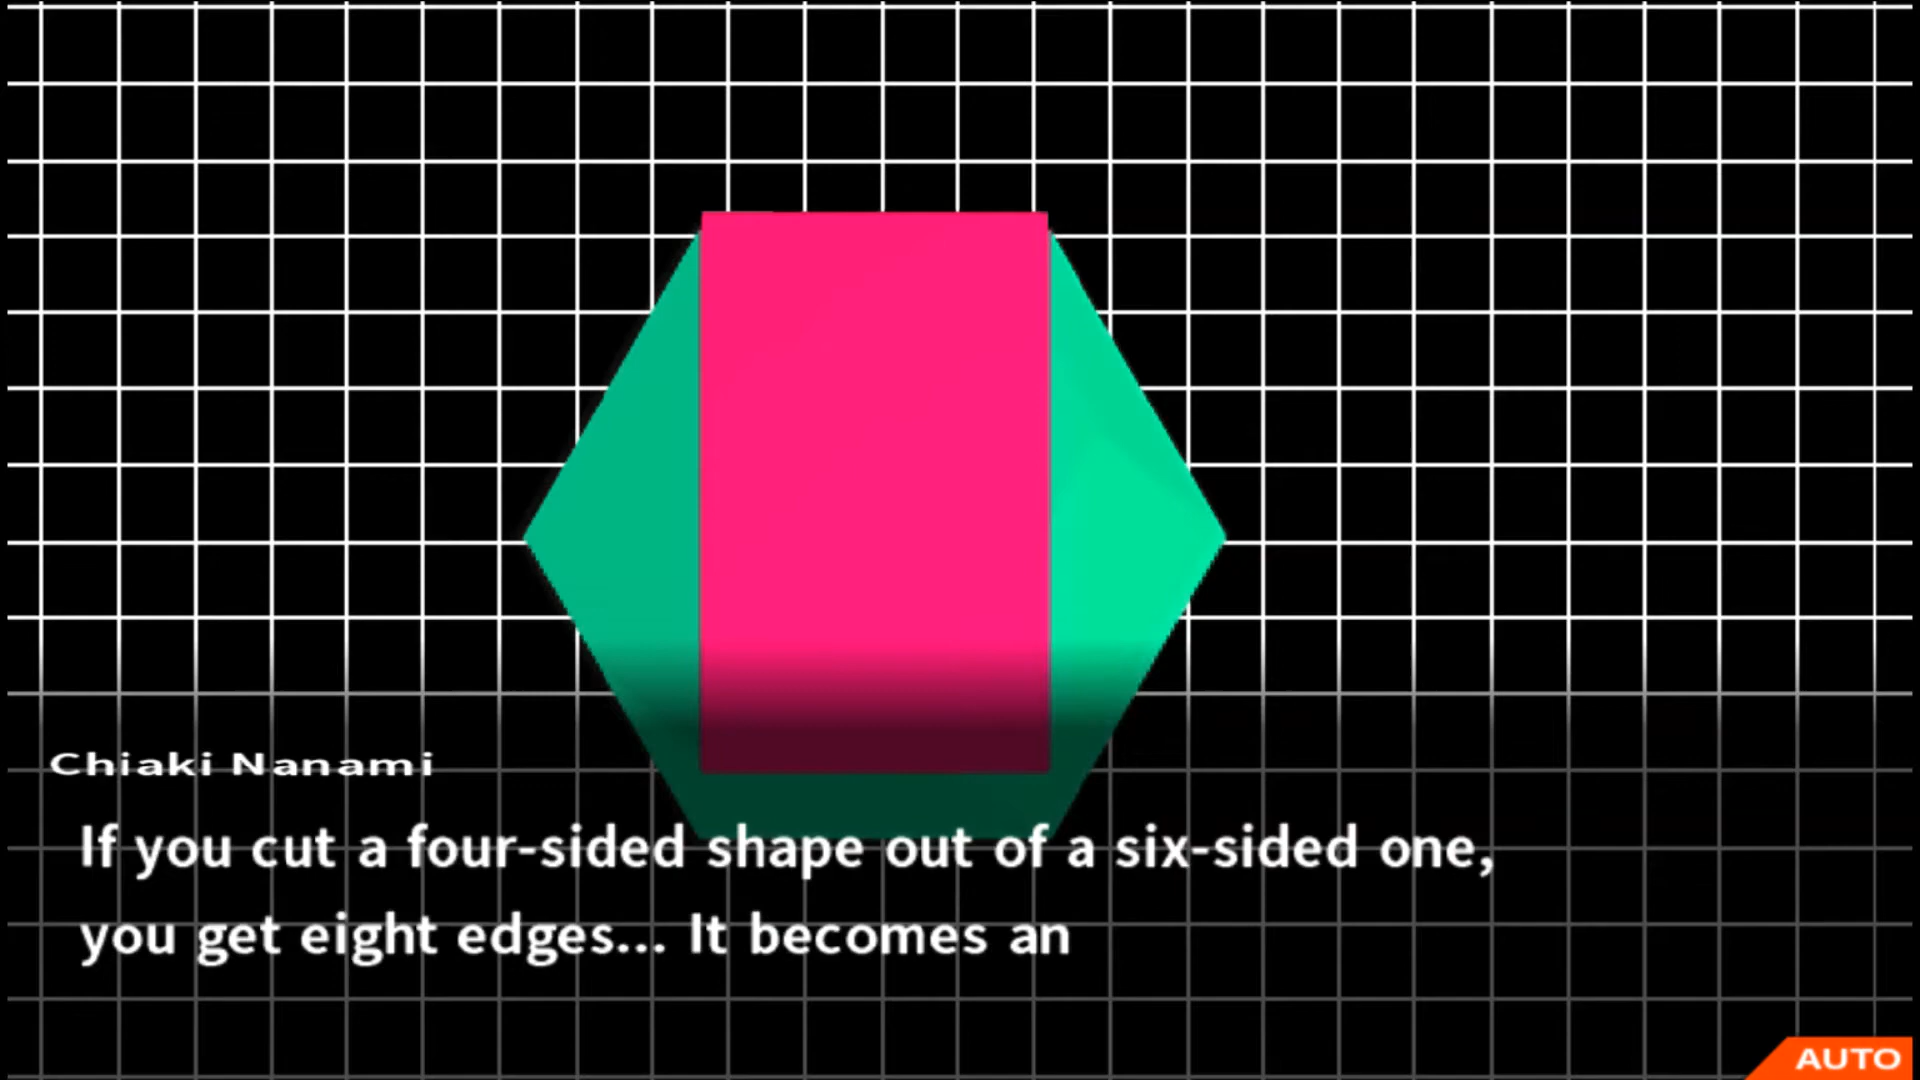 Chiaki Nanami
If you cut a four-sided shape out of a six-sided one,
you get eight edges... It becomes an
AUTO